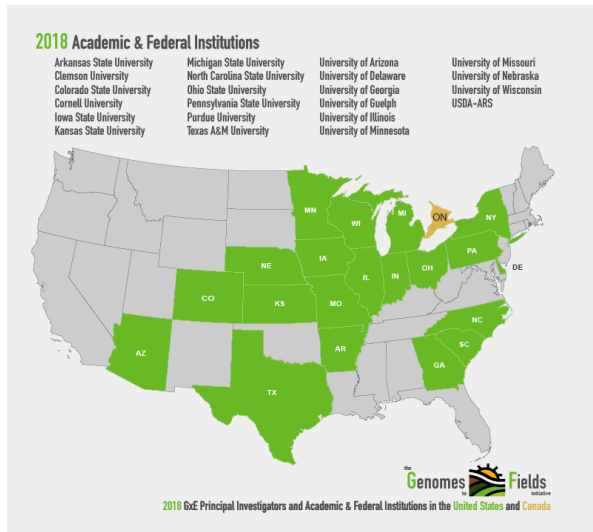 2018 Academic & Federal Institutions
Arkansas State University
Clemson University
Colorado State University
Cornell University
Iowa State University
Kansas State University
Michigan State University
North Carolina State University
Ohio State University
Pennsylvania State University
Purdue University
Texas A&M University
University of Arizona
University of Delaware
University of Georgia
University of Guelph
University of Illinois
University of Minnesota
University of Missouri
University of Nebraska
University of Wisconsin
USDA-ARS
MN
WI
MI
ON
NY
IA
PA
NE
IL
IN
OH
DE
CO
KS
MO
NC
AZ
AR
SC
TX
GA
the
Genomes
to
Fields
initiative
2018 GxE Principal Investigators and Academic & Federal Institutions in the United States and Canada